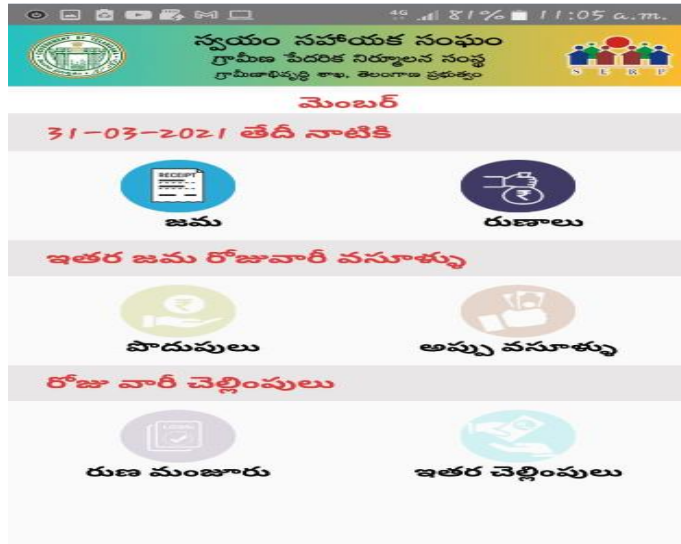 4G 81% 11:05 a.m.
స్వయం సహాయక సంఘం
గ్రామీణ పేదరిక నిర్మూలన సంస్థ
గ్రామీణాభివృద్ధి శాఖ, తెలంగాణ ప్రభుత్వం
S E R P
మెంబర్
31-03-2021 తేదీ నాటికి
RECEIPT
జమ
రుణాలు
ఇతర జమ రోజువారీ వసూళ్ళు
పొదుపులు
అప్పు వసూళ్ళు
రోజు వారీ చెల్లింపులు
రుణ మంజూరు
ఇతర చెల్లింపులు